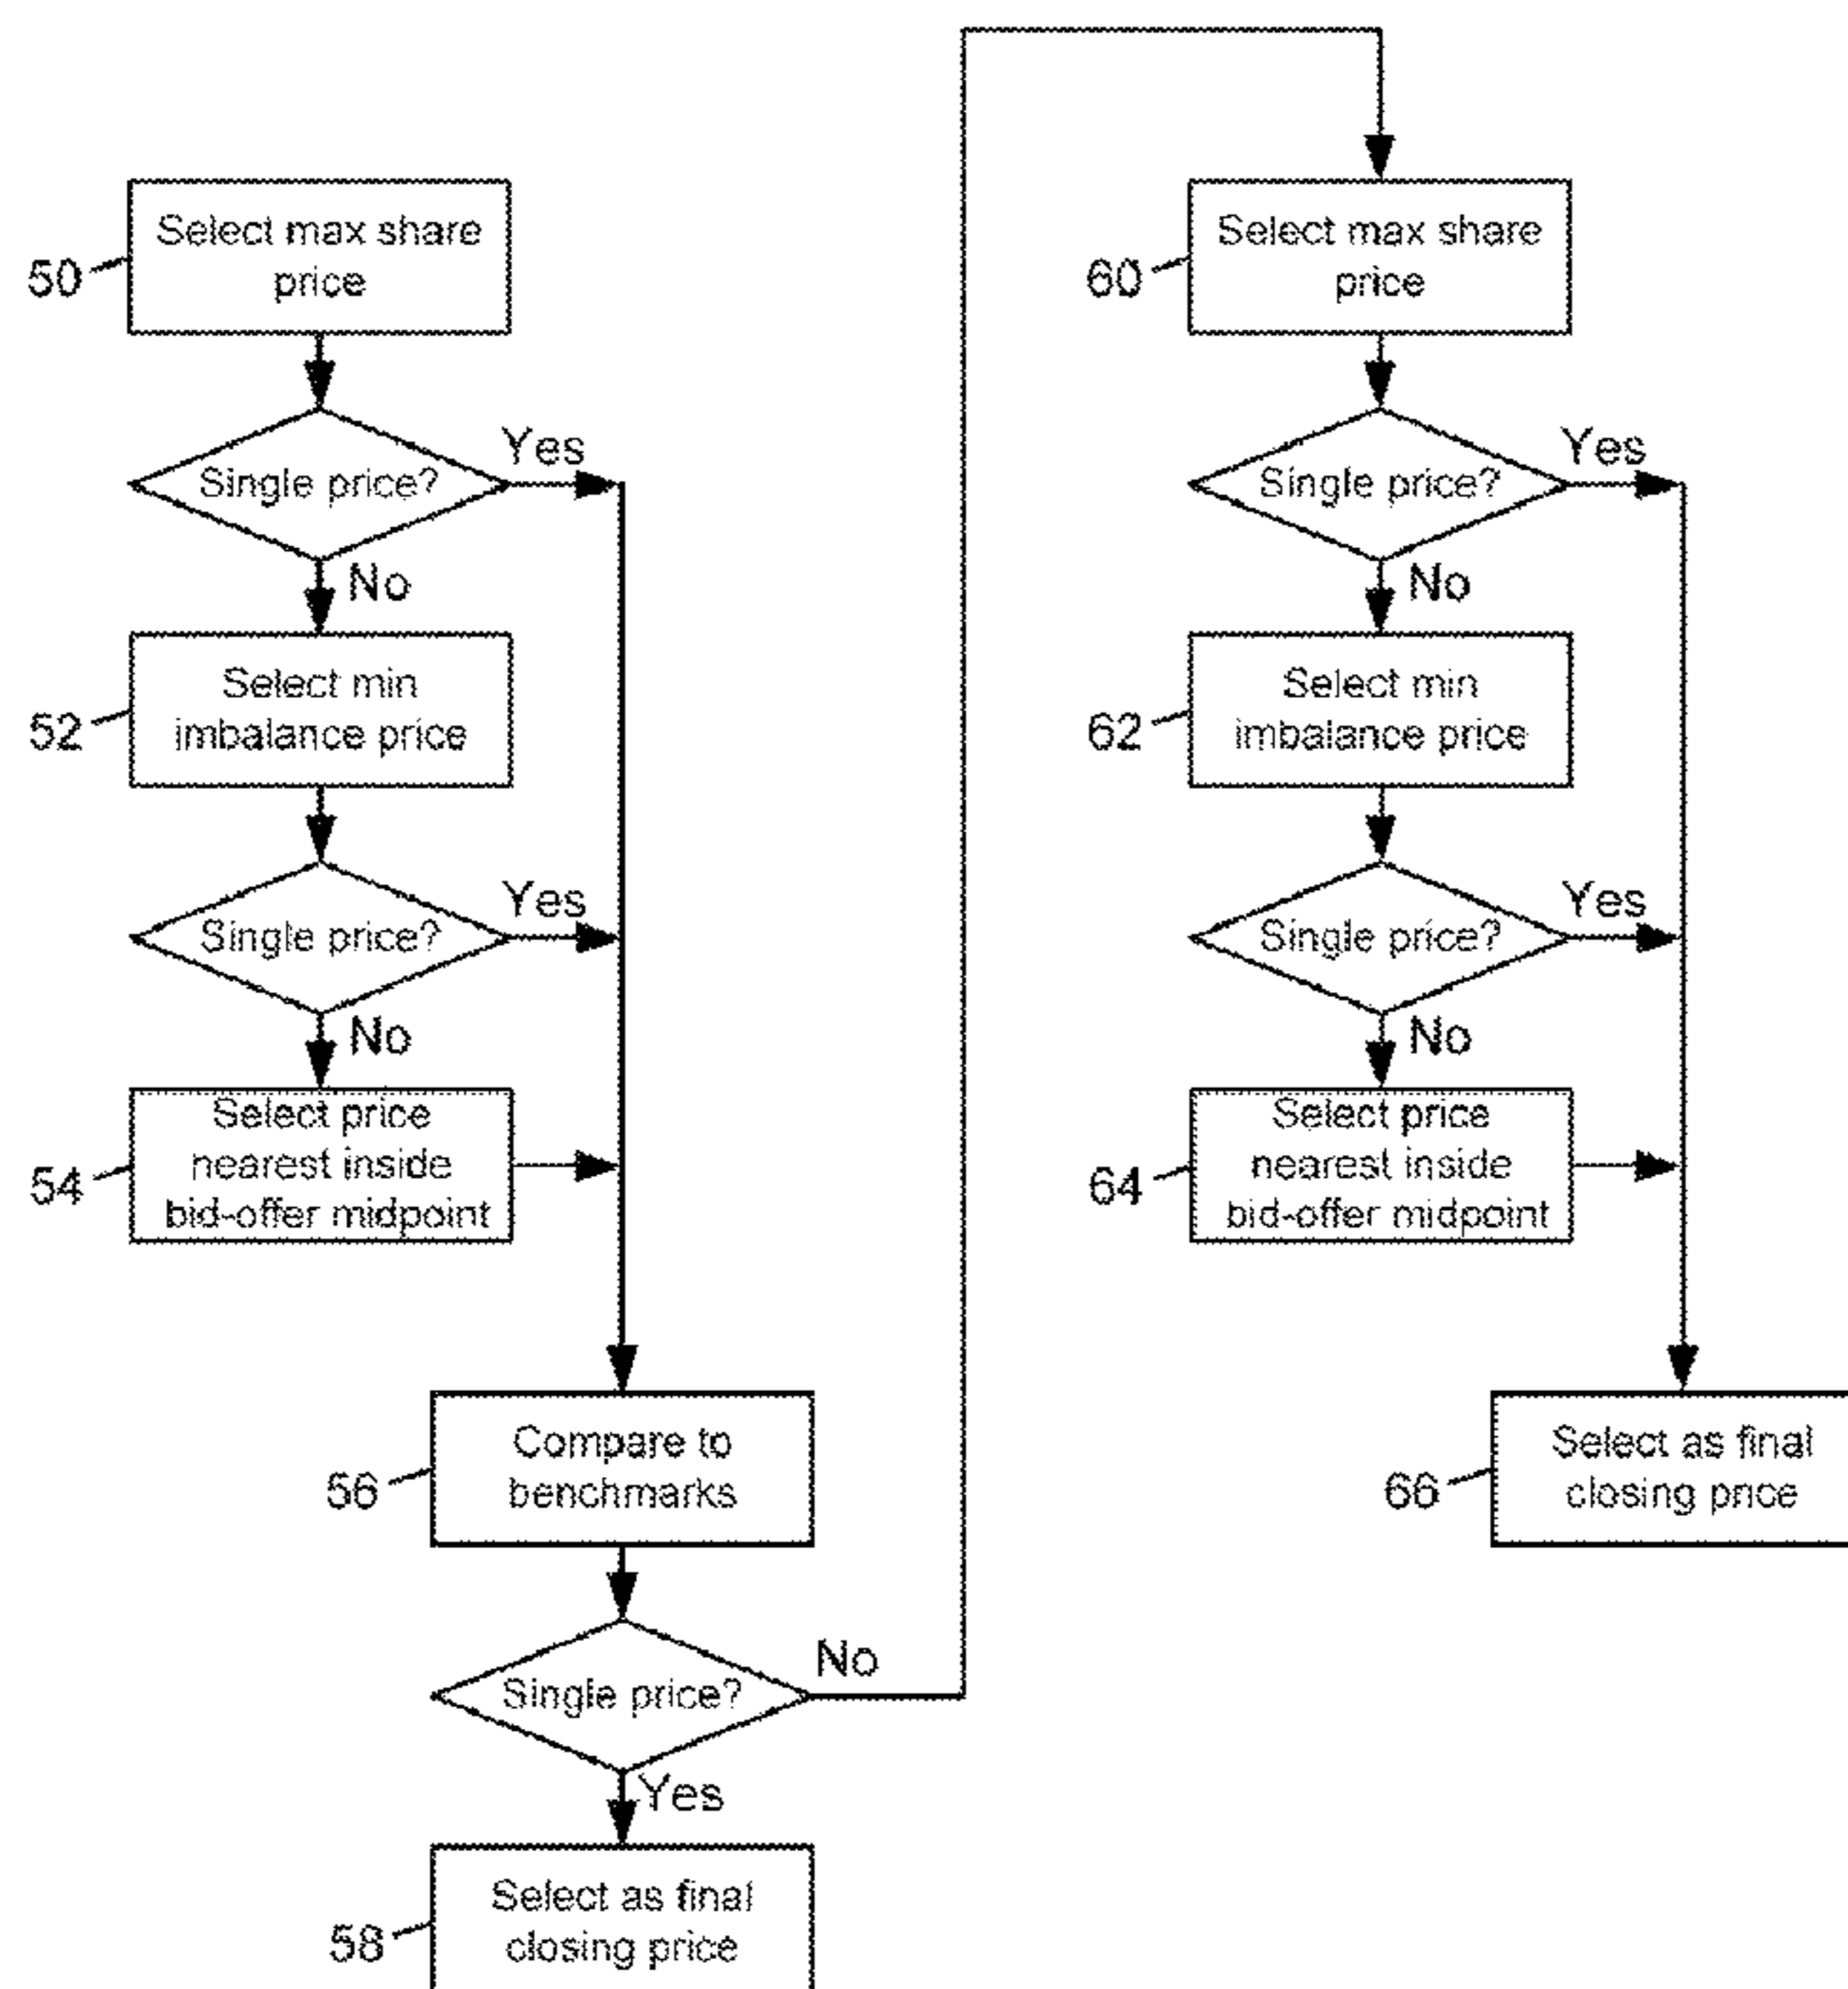 50
Select max share
price
Single price?
Yes
No
52
Select min
imbalance price
Single price?
Yes
No
54
Select price
nearest inside
bid-offer midpoint
56
Compare to
benchmarks
Single price?
No
Yes
58
Select as final
closing price
60
Select max share
price
Single price?
Yes
No
62
Select min
imbalance price
Single price?
Yes
No
64
Select price
nearest inside
bid-offer midpoint
66
Select as final
closing price